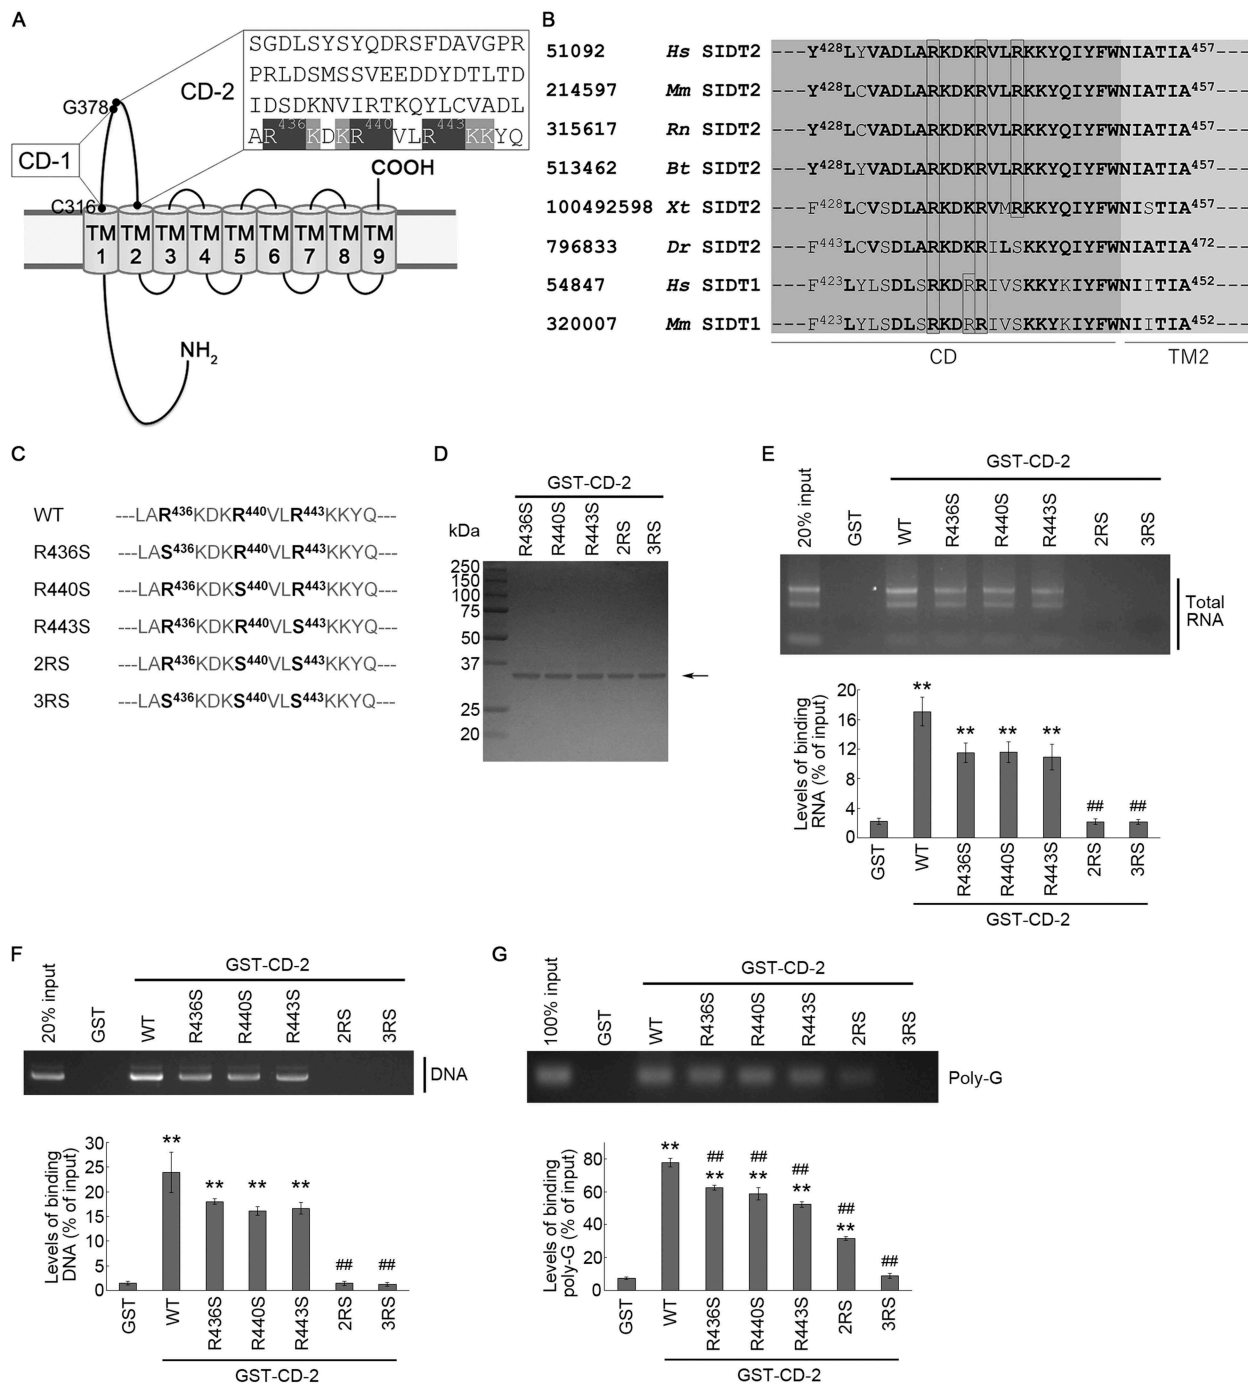 A
SGDLSYSYQDRSFDAVGPR
PRLDSMSSVEEDDYDTLTD
IDSDKNVIRTKQYLCVADL
AR436KDKR440VLR443KKYQ
CD-2
G378
CD-1
C316
COOH
TM 1
TM 2
TM 3
TM 4
TM 5
TM 6
TM 7
TM 8
TM 9
NH2
B
51092 Hs SIDT2 ---Y428LYVADLARKDKRVLRKKYQIYFWNIATIA457---
214597 Mm SIDT2 ---Y428LCVADLARKDKRVLRKKYQIYFWNIATIA457---
315617 Rn SIDT2 ---Y428LCVADLARKDKRVLRKKYQIYFWNIATIA457---
513462 Bt SIDT2 ---Y428LYVADLARKDKRVLRKKYQIYFWNIATIA457---
100492598 Xt SIDT2 ---F428LCVSDLARKDKRVMRKKYQIYFWNISTIA457---
796833 Dr SIDT2 ---F443LCVSDLARKDKRILSKKYQIYFWNIATIA472---
54847 Hs SIDT1 ---F423LYLSDLSRKDRRIVSKKYKIYFWNIITIA452---
320007 Mm SIDT1 ---F423LYLSDLSRKDRRIVSKKYKIYFWNIITIA452---
CD TM2
C
WT ---LAR436KDKR440VLR443KKYQ---
R436S ---LAS436KDKR440VLR443KKYQ---
R440S ---LAR436KDKS440VLR443KKYQ---
R443S ---LAR436KDKR440VLS443KKYQ---
2RS ---LAR436KDKS440VLS443KKYQ---
3RS ---LAS436KDKS440VLS443KKYQ---
D
GST-CD-2
kDa
R436S R440S R443S 2RS 3RS
250
150
100
75
50
37
25
20
E
GST-CD-2
20% input GST WT R436S R440S R443S 2RS 3RS
Total
RNA
Levels of binding
RNA (% of input)
20
16
12
8
4
0
** ** ** ** ## ##
GST WT R436S R440S R443S 2RS 3RS
GST-CD-2
F
GST-CD-2
20% input GST WT R436S R440S R443S 2RS 3RS
DNA
Levels of binding
DNA (% of input)
30
25
20
15
10
5
0
** ** ** ** ## ##
GST WT R436S R440S R443S 2RS 3RS
GST-CD-2
G
GST-CD-2
100% input GST WT R436S R440S R443S 2RS 3RS
Poly-G
Levels of binding
poly-G (% of input)
80
60
40
20
0
## ## ## ## ##
** ** ** ** **
GST WT R436S R440S R443S 2RS 3RS
GST-CD-2